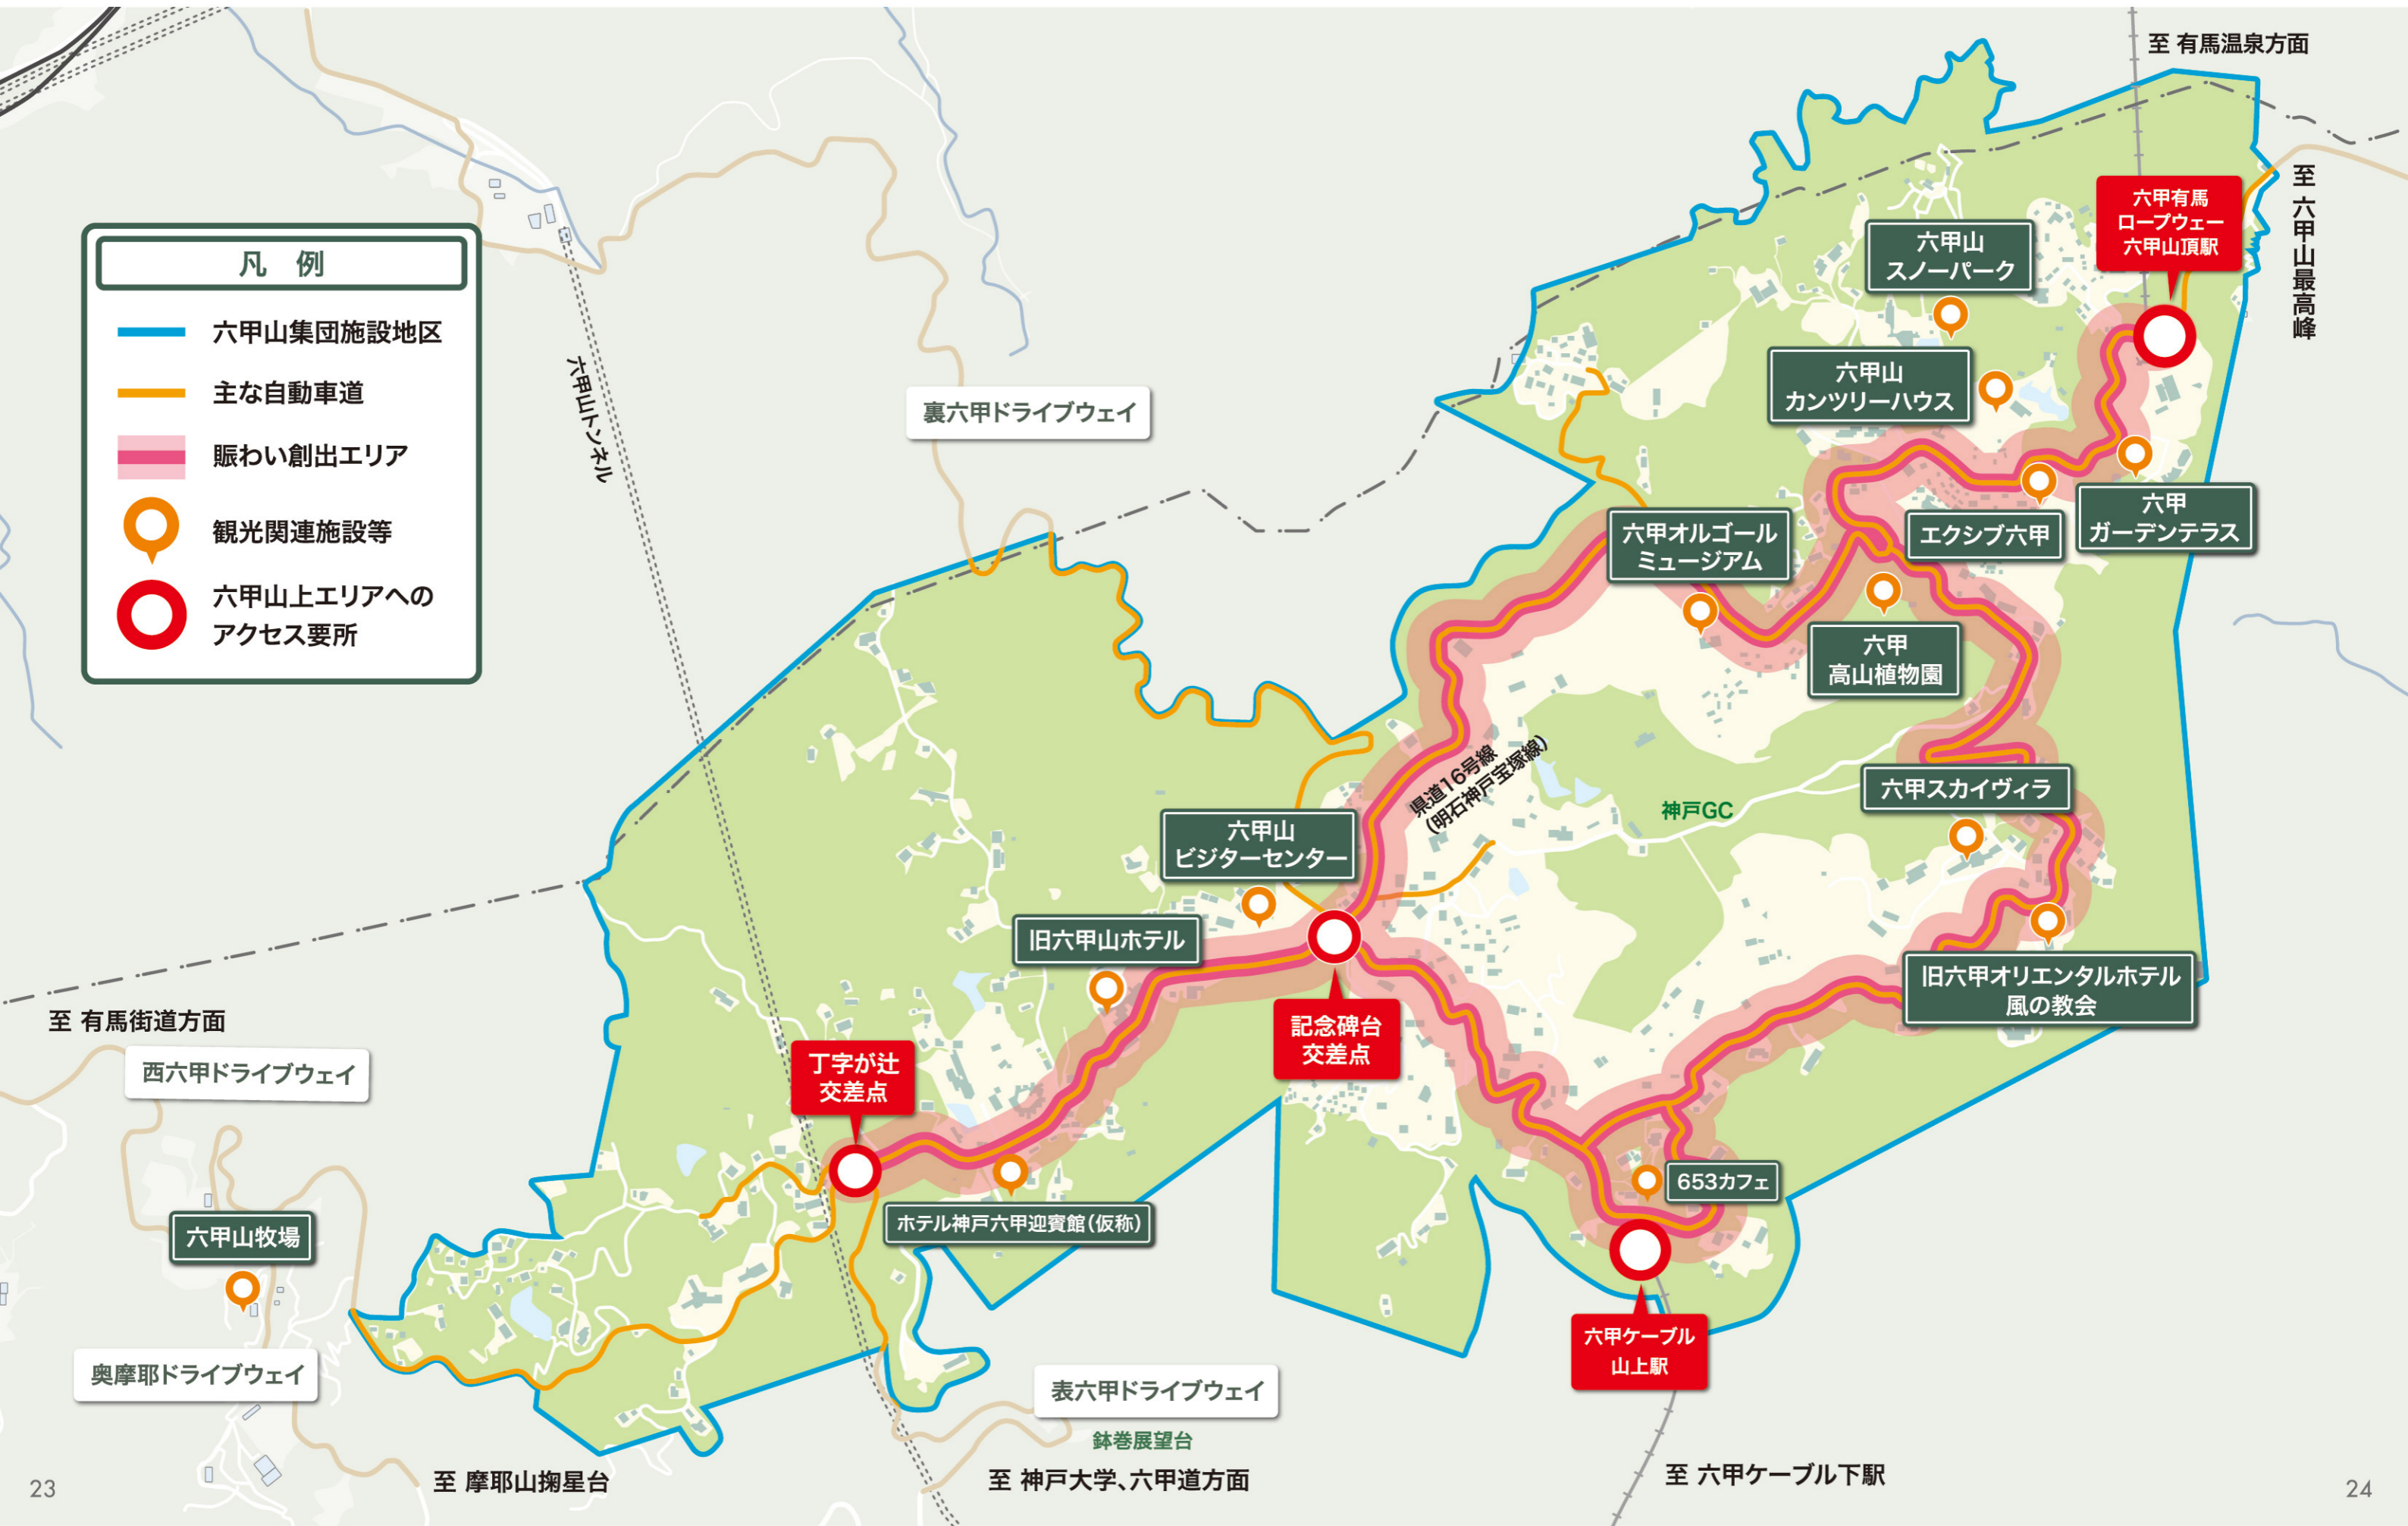 至 有馬温泉方面
至 六甲山最高峰
凡 例
六甲山集団施設地区
主な自動車道
賑わい創出エリア
観光関連施設等
六甲山上エリアへの
アクセス要所
六甲山トンネル
裏六甲ドライブウェイ
六甲有馬
ロープウェー
六甲山頂駅
六甲山
スノーパーク
六甲山
カンツリーハウス
六甲オルゴール
ミュージアム
エクシブ六甲
六甲
ガーデンテラス
六甲
高山植物園
県道16号線
(明石神戸宝塚線)
神戸GC
六甲スカイヴィラ
六甲山
ビジターセンター
旧六甲山ホテル
旧六甲オリエンタルホテル
風の教会
記念碑台
交差点
丁字が辻
交差点
至 有馬街道方面
西六甲ドライブウェイ
653カフェ
ホテル神戸六甲迎賓館(仮称)
六甲山牧場
六甲ケーブル
山上駅
奥摩耶ドライブウェイ
表六甲ドライブウェイ
鉢巻展望台
至 摩耶山掬星台
至 神戸大学、六甲道方面
至 六甲ケーブル下駅
23
24